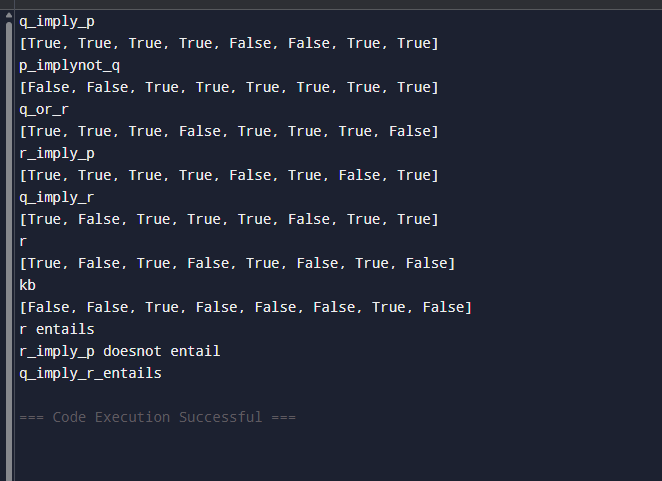 q_imply_p
[True, True, True, True, False, False, True, True]
p_implynot_q
[False, False, True, True, True, True, True, True]
q_or_r
[True, True, True, False, True, True, True, False]
r_imply_p
[True, True, True, True, False, True, False, True]
q_imply_r
[True, False, True, True, True, False, True, True]
r
[True, False, True, False, True, False, True, False]
kb
[False, False, True, False, False, False, True, False]
r entails
r_imply_p doesnot entail
q_imply_r_entails
=== Code Execution Successful ===